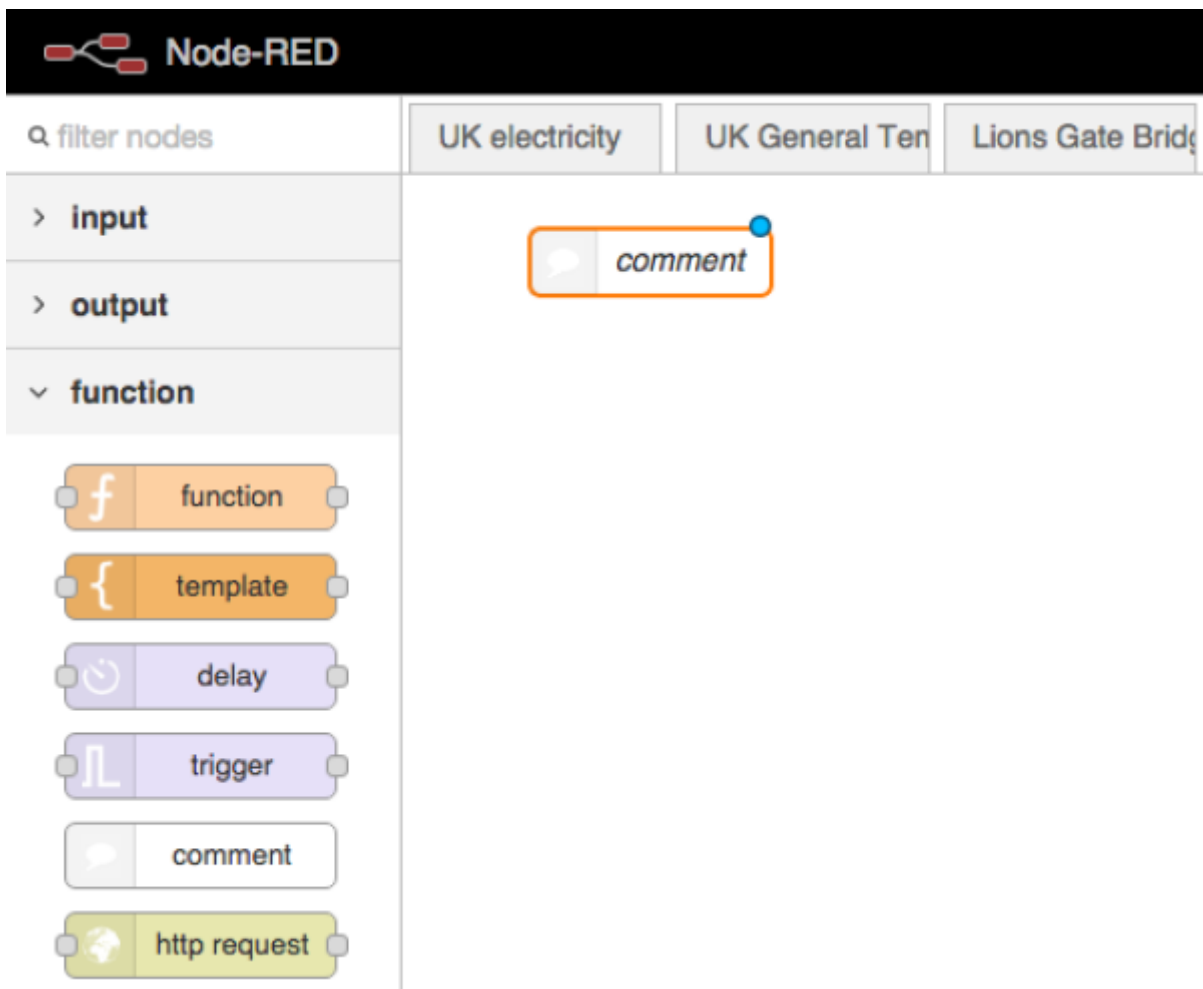 Node-RED
filter nodes
UK electricity
UK General Ten
Lions Gate Bridg
input
output
function
function
template
delay
trigger
comment
http request
comment